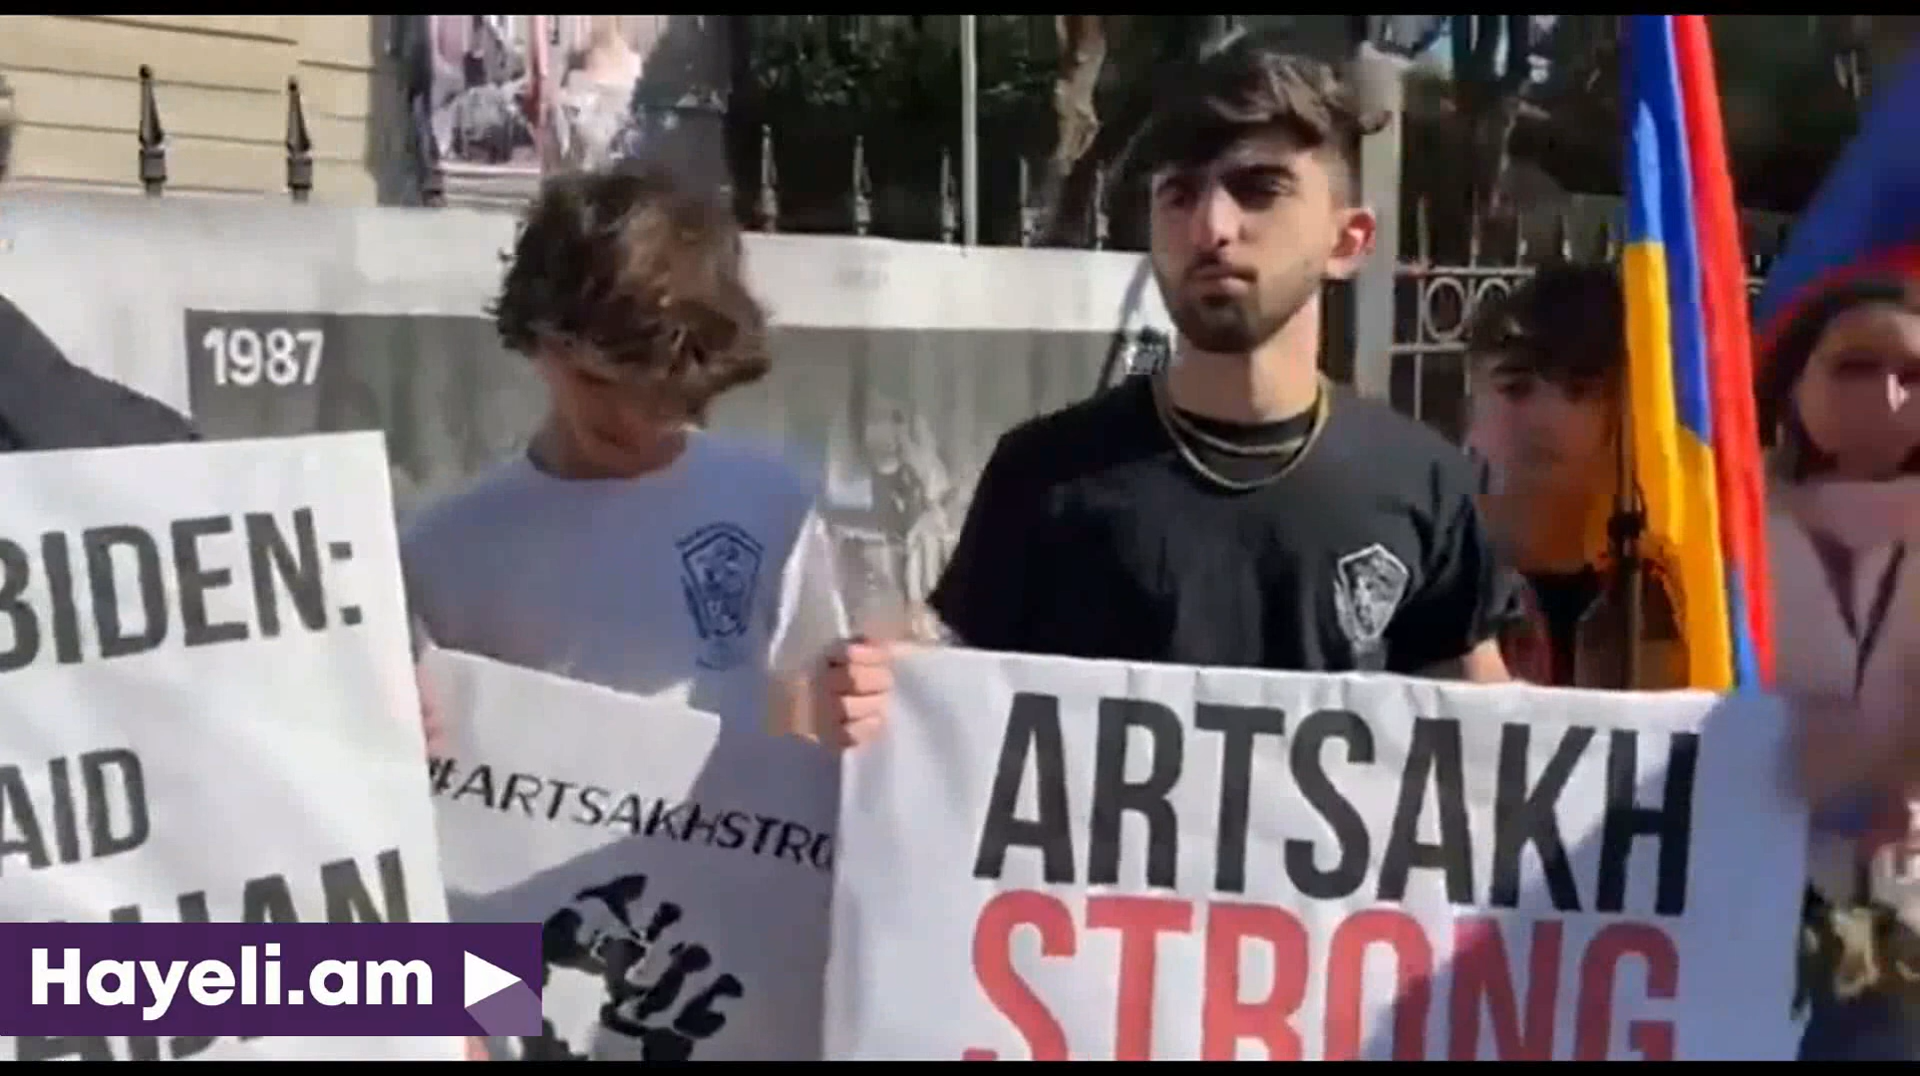 1987
BIDEN:
AID
#ARTSAKHSTRO
ARTSAKH
STRONG
Hayeli.am